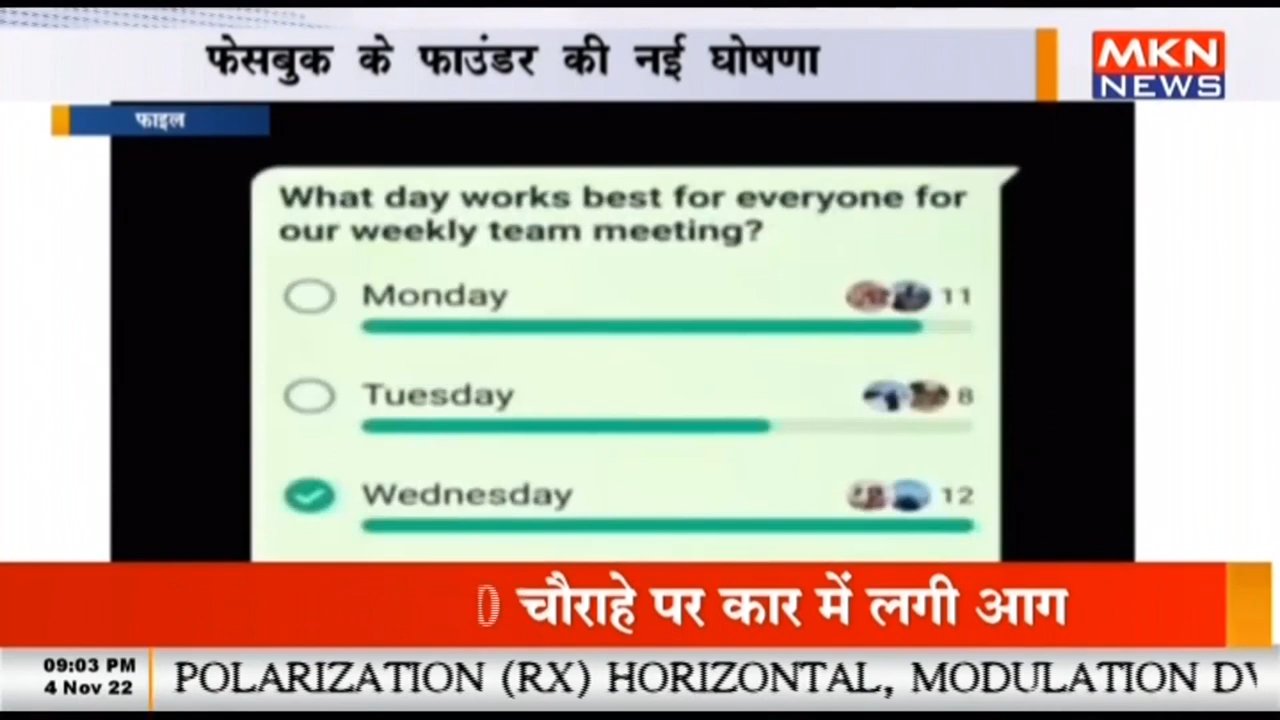 फेसबुक के फाउंडर की नई घोषणा
MKN
NEWS
फाइल
What day works best for everyone for
our weekly team meeting?
Monday 11
Tuesday 8
Wednesday 12
चौराहे पर कार में लगी आग
09:03 PM
4 Nov 22
POLARIZATION (RX) HORIZONTAL, MODULATION DV